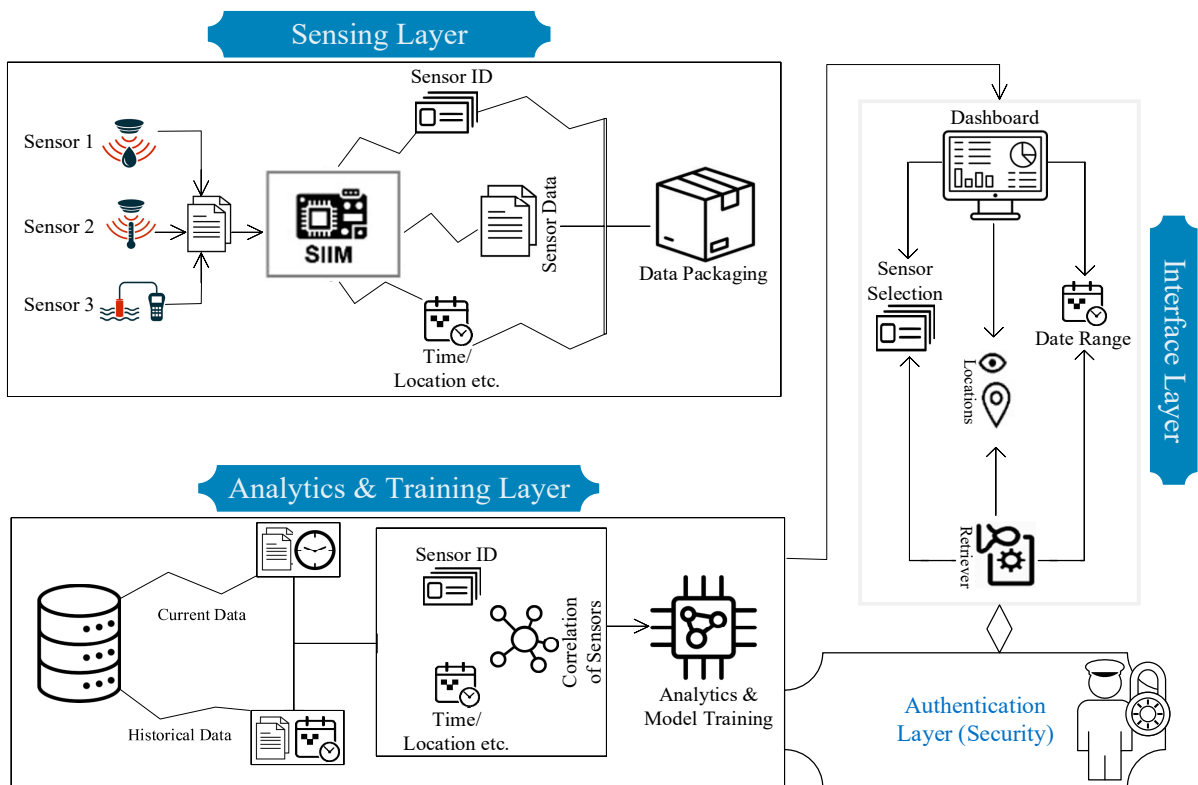 Sensing Layer
Sensor ID
Sensor 1
Sensor 2
Sensor 3
SIIM
Sensor Data
Data Packaging
Time/
Location etc.
Dashboard
Sensor
Selection
Date Range
Locations
Retriever
Interface Layer
Analytics & Training Layer
Current Data
Historical Data
Sensor ID
Correlation
of Sensors
Time/
Location etc.
Analytics &
Model Training
Authentication
Layer (Security)